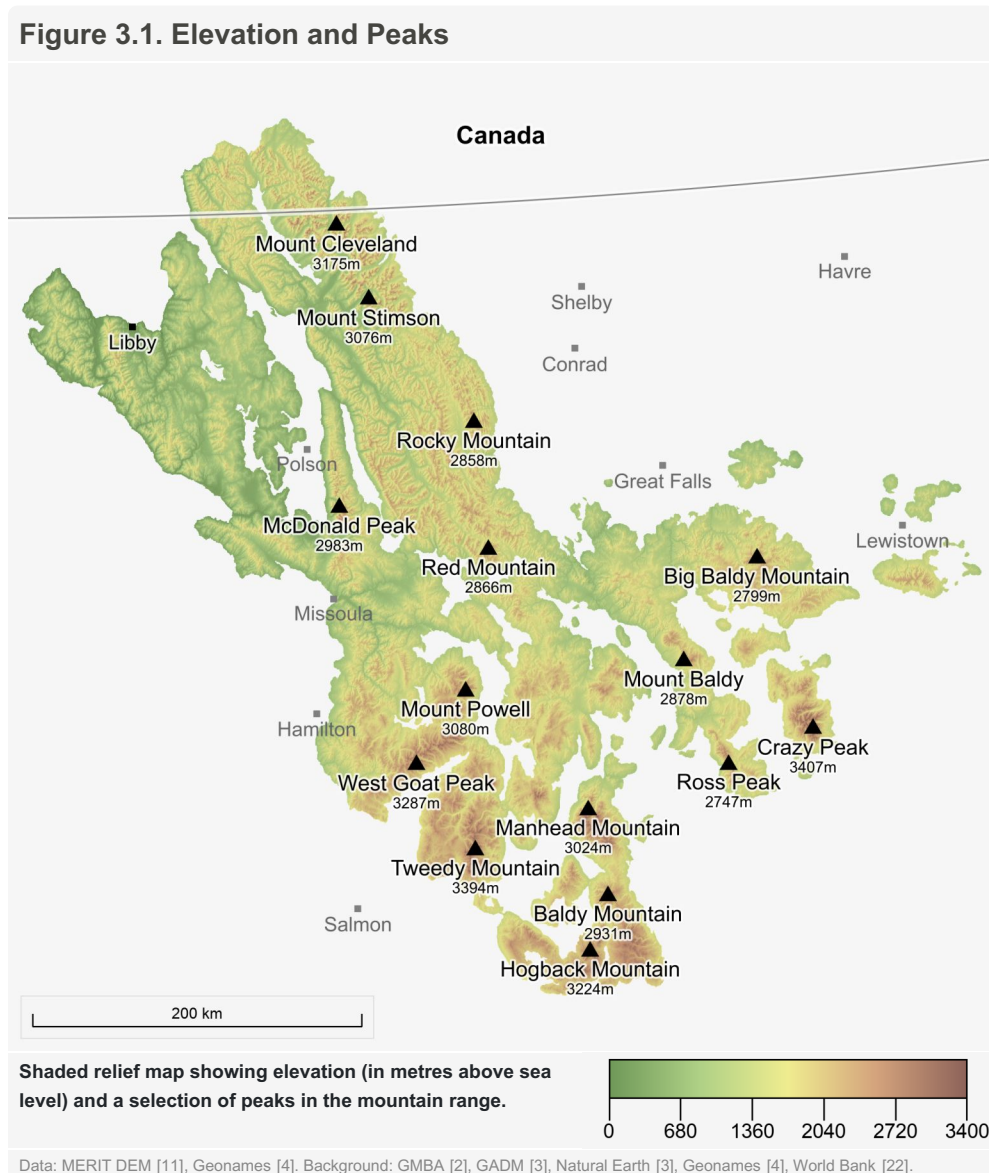 Figure 3.1. Elevation and Peaks
Canada
Mount Cleveland
3175m
Havre
Shelby
Mount Stimson
3076m
Libby
Conrad
Rocky Mountain
2858m
Polson
Great Falls
McDonald Peak
2983m
Lewistown
Red Mountain
2866m
Big Baldy Mountain
2799m
Missoula
Mount Baldy
2878m
Mount Powell
3080m
Hamilton
Crazy Peak
3407m
West Goat Peak
3287m
Ross Peak
2747m
Manhead Mountain
3024m
Tweedy Mountain
3394m
Baldy Mountain
2931m
Salmon
Hogback Mountain
3224m
200 km
Shaded relief map showing elevation (in metres above sea
level) and a selection of peaks in the mountain range.
0 680 1360 2040 2720 3400
Data: MERIT DEM [11], Geonames [4]. Background: GMBA [2], GADM [3], Natural Earth [3], Geonames [4], World Bank [22].